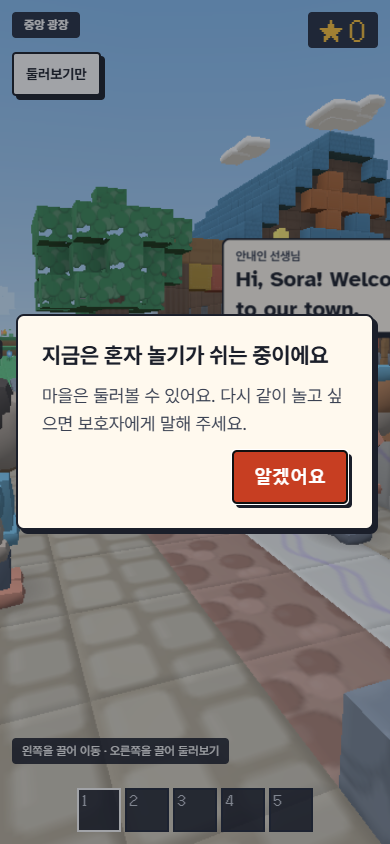 중앙 광장
★ 0
둘러보기만
안내인 선생님
Hi, Sora! Welco
to our town.
지금은 혼자 놀기가 쉬는 중이에요
마을은 둘러볼 수 있어요. 다시 같이 놀고 싶
으면 보호자에게 말해 주세요.
알겠어요
왼쪽을 끌어 이동 · 오른쪽을 끌어 둘러보기
1 2 3 4 5